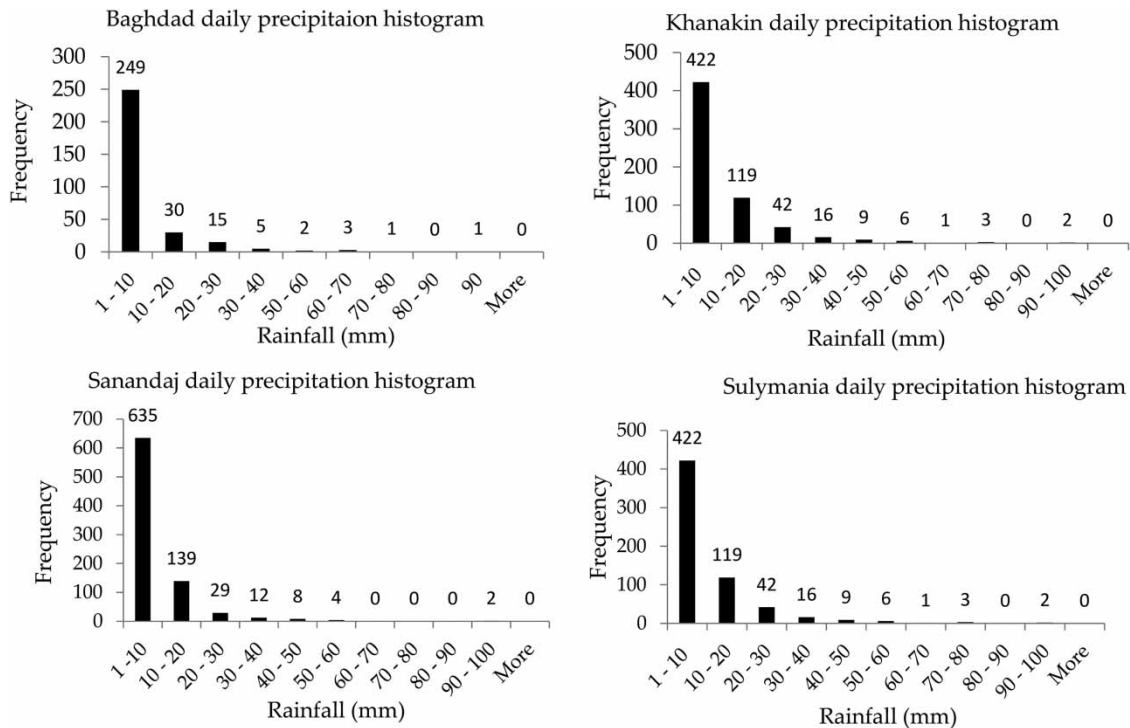 Baghdad daily precipitaion histogram
Frequency
300
250
200
150
100
50
0
249 30 15 5 2 3 1 0 1 0
1 - 10 10 - 20 20 - 30 30 - 40 50 - 60 60 - 70 70 - 80 80 - 90 90 More
Rainfall (mm)
Khanakin daily precipitation histogram
Frequency
500
400
300
200
100
0
422 119 42 16 9 6 1 3 0 2 0
1 - 10 10 - 20 20 - 30 30 - 40 40 - 50 50 - 60 60 - 70 70 - 80 80 - 90 90 - 100 More
Rainfall (mm)
Sanandaj daily precipitation histogram
Frequency
700
600
500
400
300
200
100
0
635 139 29 12 8 4 0 0 0 2 0
1 -10 10 - 20 20 - 30 30 - 40 40 - 50 50 - 60 60 - 70 70 - 80 80 - 90 90 - 100 More
Rainfall (mm)
Sulymania daily precipitation histogram
Frequency
500
400
300
200
100
0
422 119 42 16 9 6 1 3 0 2 0
1 - 10 10 - 20 20 - 30 30 - 40 40 - 50 50 - 60 60 - 70 70 - 80 80 - 90 90 - 100 More
Rainfall (mm)